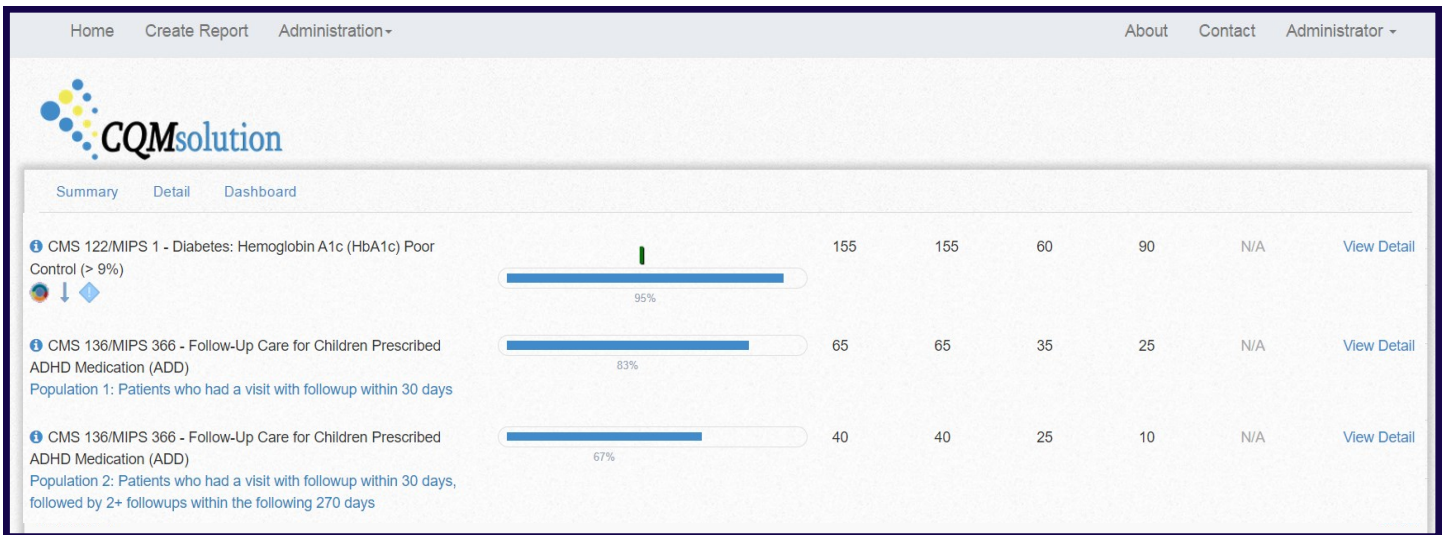 Home Create Report Administration About Contact Administrator
CQMsolution
Summary Detail Dashboard
CMS 122/MIPS 1 - Diabetes: Hemoglobin A1c (HbA1c) Poor 155 155 60 90 N/A View Detail
Control (> 9%)
95%
CMS 136/MIPS 366 - Follow-Up Care for Children Prescribed 65 65 35 25 N/A View Detail
ADHD Medication (ADD) 83%
Population 1: Patients who had a visit with followup within 30 days
CMS 136/MIPS 366 - Follow-Up Care for Children Prescribed 40 40 25 10 N/A View Detail
ADHD Medication (ADD) 67%
Population 2: Patients who had a visit with followup within 30 days,
followed by 2+ followups within the following 270 days